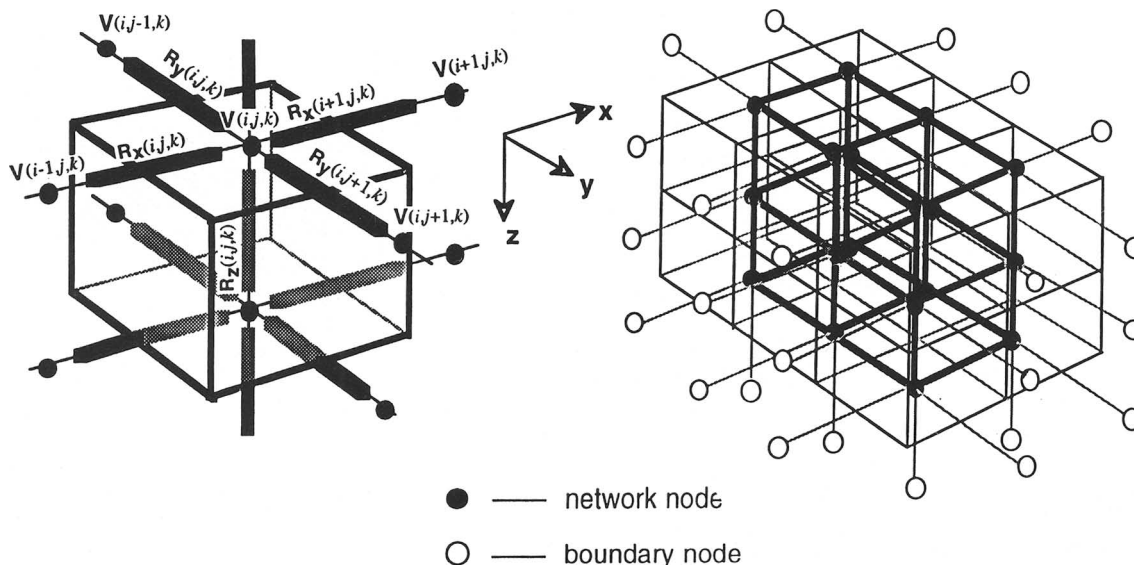 V(i,j-1,k)
V(i+1 j,k)
Ry(i,j,k)
Rx(i+1 j,k)
V(i,j,k)
Rx(i,j,k)
V(i-1 j,k)
Ry(i,j+1,k)
V(i,j+1,k)
Rz(i,j,k)
x
y
z
network node
boundary node